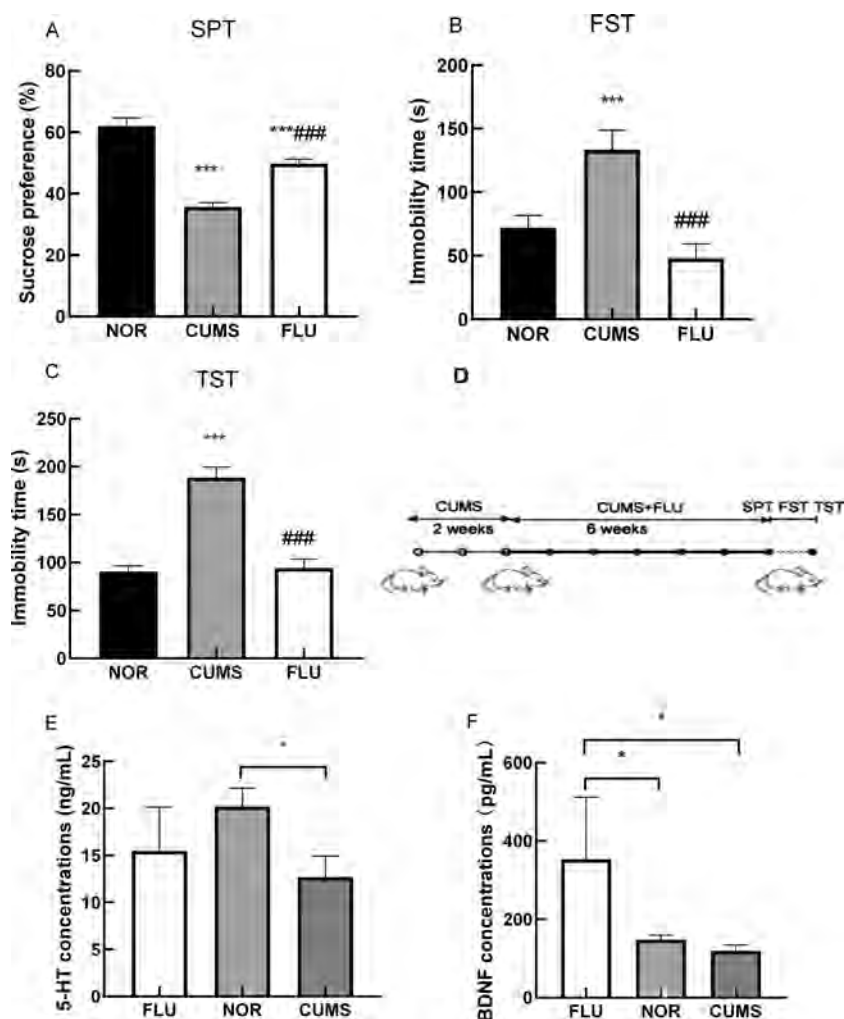 A
SPT
Sucrose preference (%)
80
60
40
20
0
***
***###
NOR CUMS FLU
B
FST
Immobility time (s)
200
150
100
50
0
***
###
NOR CUMS FLU
C
TST
Immobility time (s)
250
200
150
100
50
0
***
###
NOR CUMS FLU
D
CUMS CUMS+FLU SPT FST TST
2 weeks 6 weeks
E
5-HT concentrations (ng/mL)
25
20
15
10
5
0
*
FLU NOR CUMS
F
BDNF concentrations (pg/mL)
600
400
200
0
*
*
FLU NOR CUMS